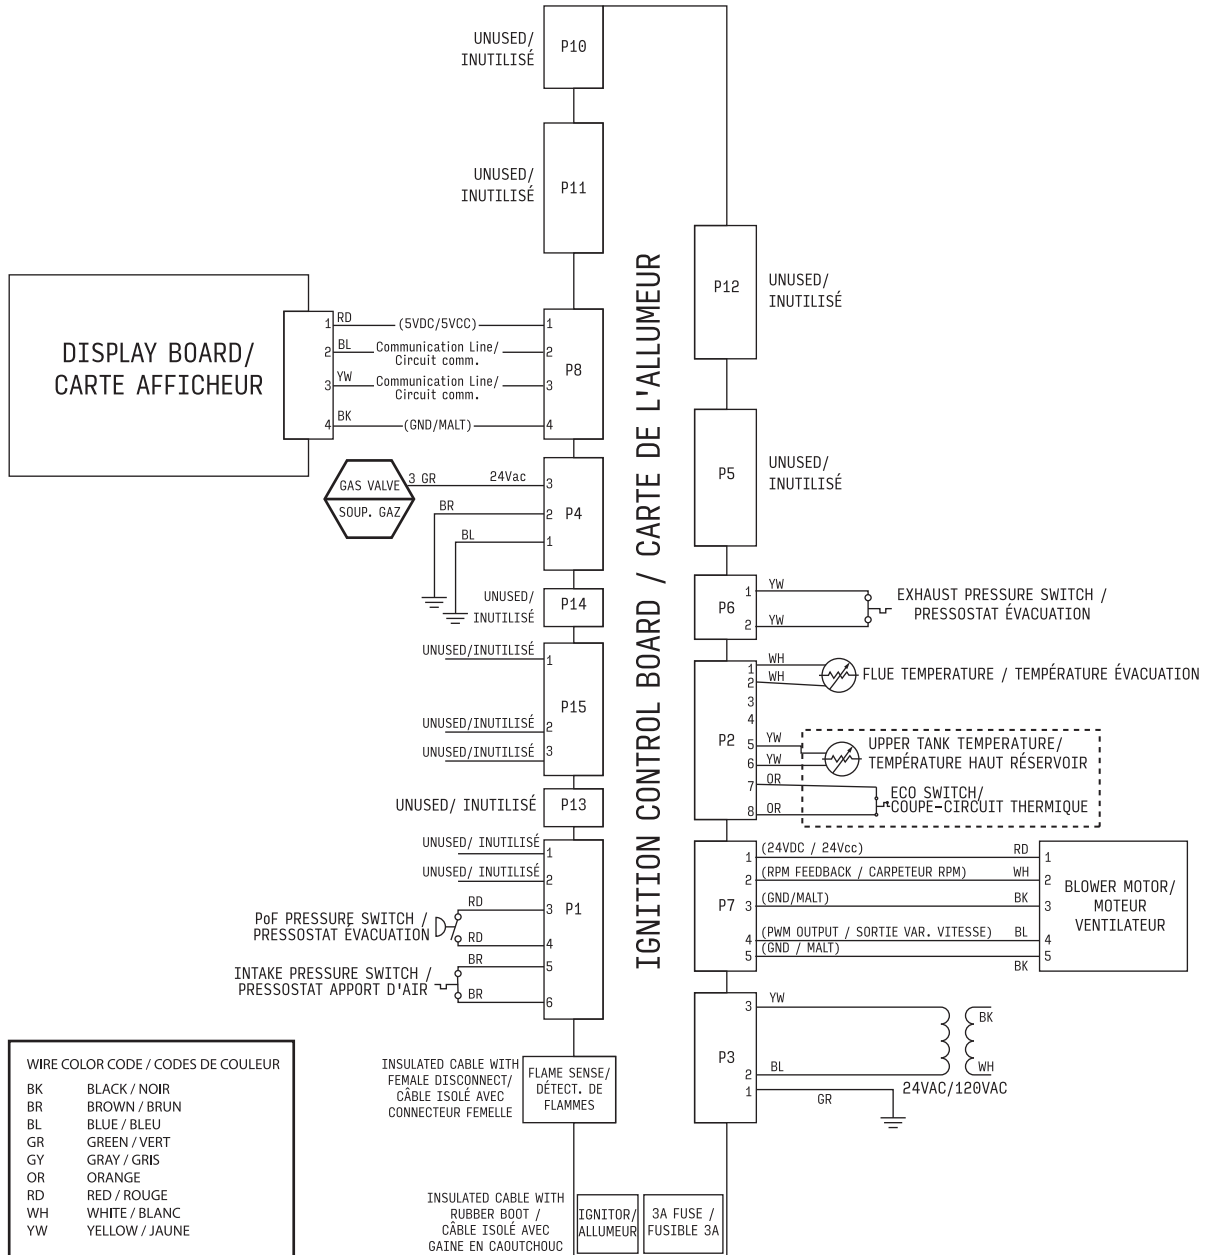 UNUSED/
INUTILISÉ
P10
UNUSED/
INUTILISÉ
P11
P12
UNUSED/
INUTILISÉ
DISPLAY BOARD/
CARTE AFFICHEUR
1 RD (5VDC/5VCC) 1
2 BL Communication Line/
Circuit comm. 2
3 YW Communication Line/
Circuit comm. 3
4 BK (GND/MALT) 4
P8
IGNITION CONTROL BOARD / CARTE DE L'ALLUMEUR
P5
UNUSED/
INUTILISÉ
GAS VALVE
SOUP. GAZ
3 GR 24Vac 3
BR 2
BL 1
P4
UNUSED/
INUTILISÉ
P14
UNUSED/INUTILISÉ 1
UNUSED/INUTILISÉ 2
UNUSED/INUTILISÉ 3
P15
UNUSED/ INUTILISÉ
P13
UNUSED/ INUTILISÉ 1
UNUSED/ INUTILISÉ 2
RD 3
RD 4
BR 5
BR 6
P1
PoF PRESSURE SWITCH /
PRESSOSTAT ÉVACUATION
INTAKE PRESSURE SWITCH /
PRESSOSTAT APPORT D'AIR
P6
1 YW
2 YW
EXHAUST PRESSURE SWITCH /
PRESSOSTAT ÉVACUATION
P2
1 WH
2 WH
3
4
5 YW
6 YW
7 OR
8 OR
FLUE TEMPERATURE / TEMPÉRATURE ÉVACUATION
UPPER TANK TEMPERATURE/
TEMPÉRATURE HAUT RÉSERVOIR
ECO SWITCH/
COUPE-CIRCUIT THERMIQUE
P7
1 (24VDC / 24Vcc) RD 1
2 (RPM FEEDBACK / CARPETEUR RPM) WH 2
3 (GND/MALT) BK 3
4 (PWM OUTPUT / SORTIE VAR. VITESSE) BL 4
5 (GND / MALT) BK 5
BLOWER MOTOR/
MOTEUR
VENTILATEUR
P3
3 YW
2 BL
1 GR
BK
WH
24VAC/120VAC
INSULATED CABLE WITH
FEMALE DISCONNECT/
CÂBLE ISOLÉ AVEC
CONNECTEUR FEMELLE
FLAME SENSE/
DÉTECT. DE
FLAMMES
INSULATED CABLE WITH
RUBBER BOOT /
CÂBLE ISOLÉ AVEC
GAINE EN CAOUTCHOUC
IGNITOR/
ALLUMEUR
3A FUSE /
FUSIBLE 3A
WIRE COLOR CODE / CODES DE COULEUR
BK BLACK / NOIR
BR BROWN / BRUN
BL BLUE / BLEU
GR GREEN / VERT
GY GRAY / GRIS
OR ORANGE
RD RED / ROUGE
WH WHITE / BLANC
YW YELLOW / JAUNE